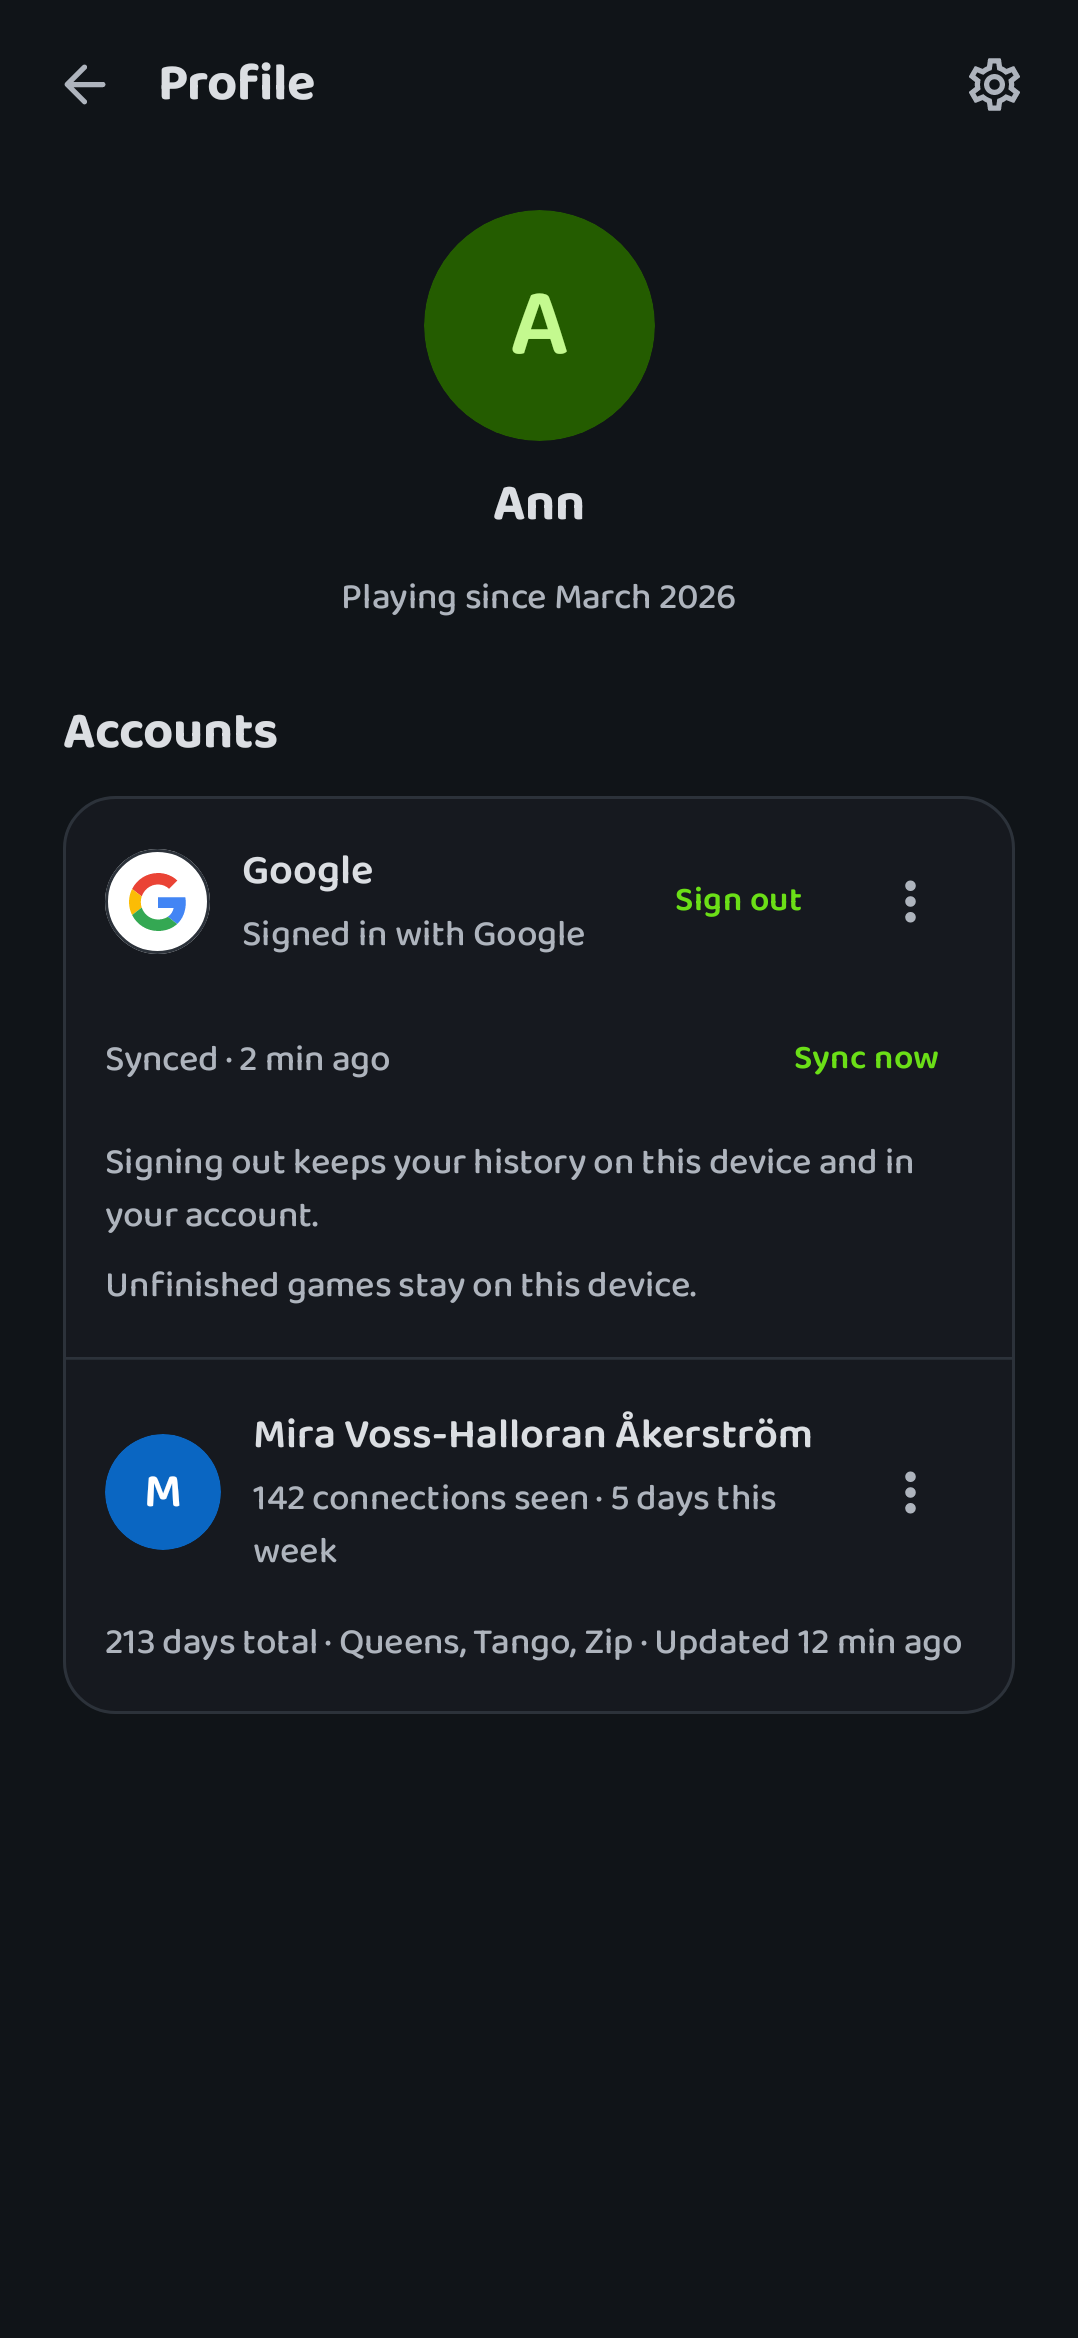 Profile
A
Ann
Playing since March 2026
Accounts
Google
Signed in with Google
Sign out
Synced · 2 min ago
Sync now
Signing out keeps your history on this device and in
your account.
Unfinished games stay on this device.
M
Mira Voss-Halloran Åkerström
142 connections seen · 5 days this
week
213 days total · Queens, Tango, Zip · Updated 12 min ago